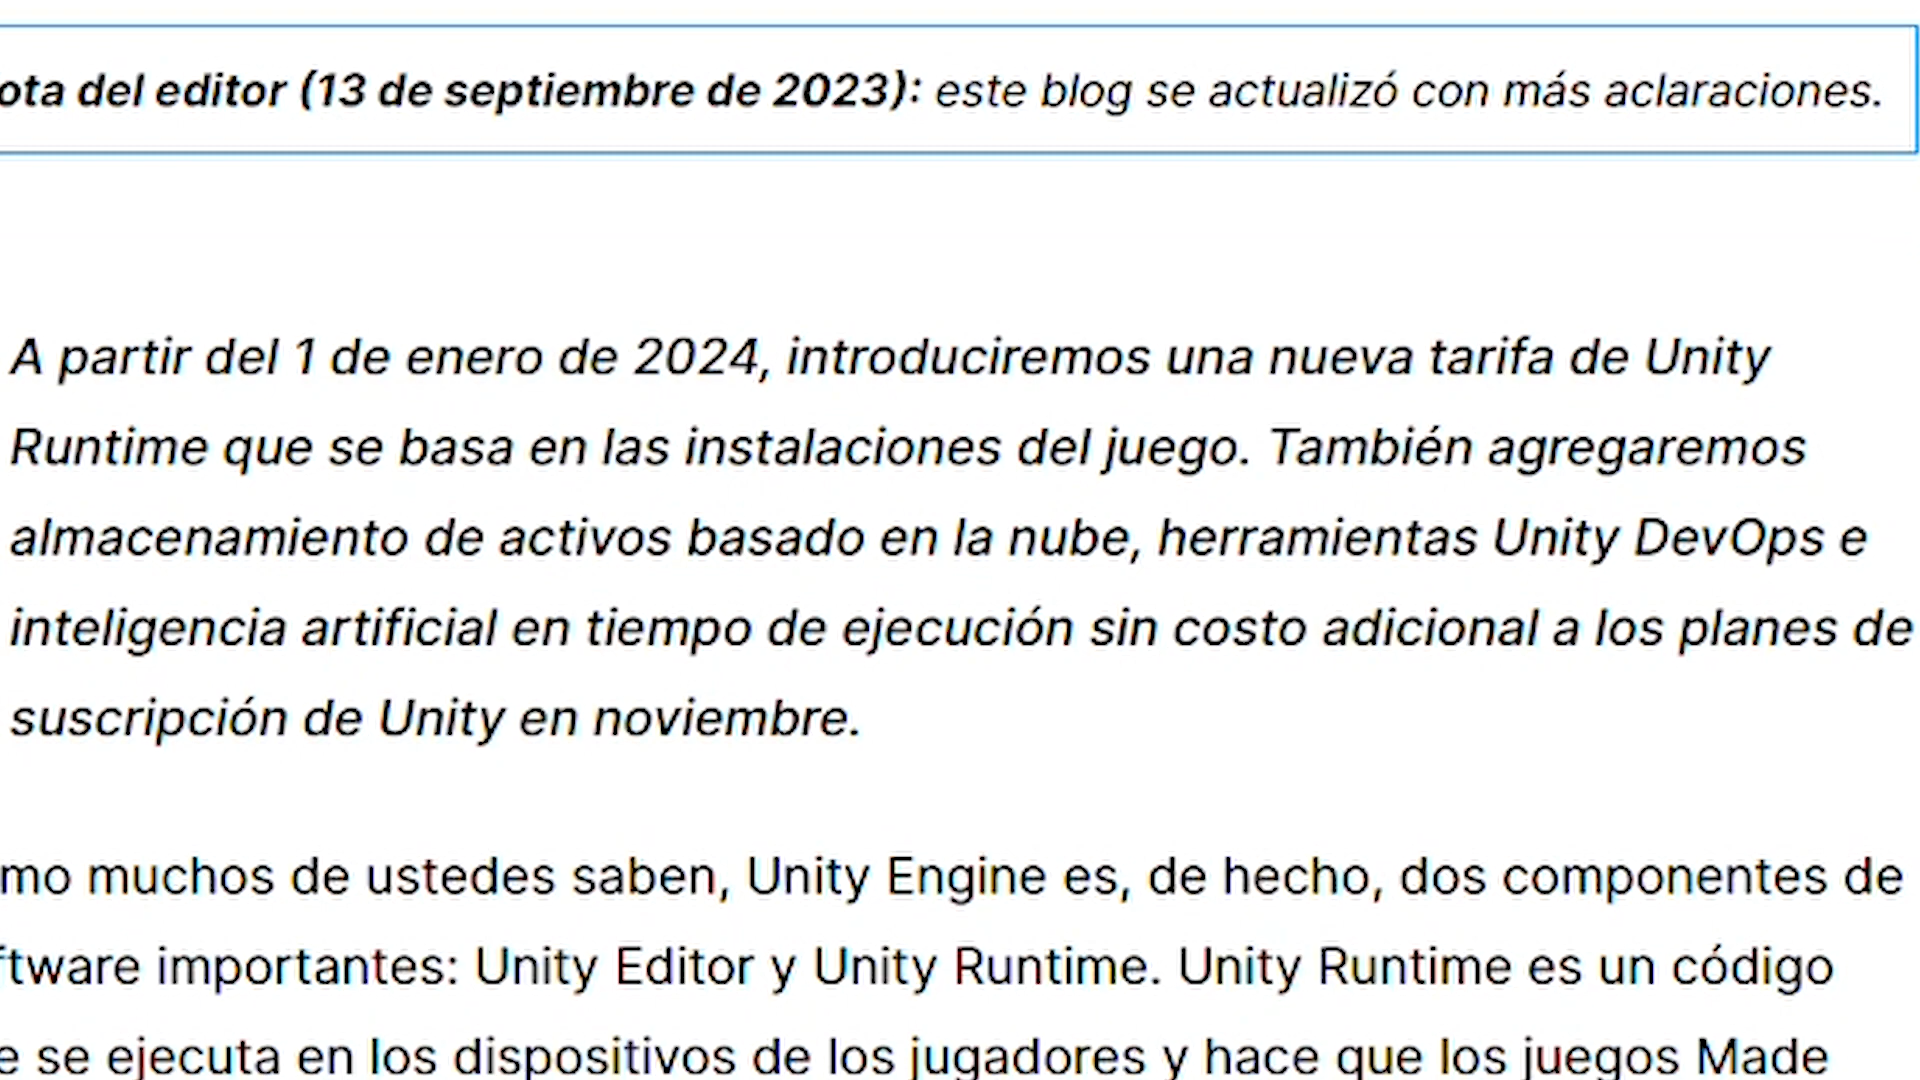 ota del editor (13 de septiembre de 2023): este blog se actualizó con más aclaraciones.
A partir del 1 de enero de 2024, introduciremos una nueva tarifa de Unity
Runtime que se basa en las instalaciones del juego. También agregaremos
almacenamiento de activos basado en la nube, herramientas Unity DevOps e
inteligencia artificial en tiempo de ejecución sin costo adicional a los planes de
suscripción de Unity en noviembre.
mo muchos de ustedes saben, Unity Engine es, de hecho, dos componentes de
ftware importantes: Unity Editor y Unity Runtime. Unity Runtime es un código
e se ejecuta en los dispositivos de los jugadores y hace que los juegos Made